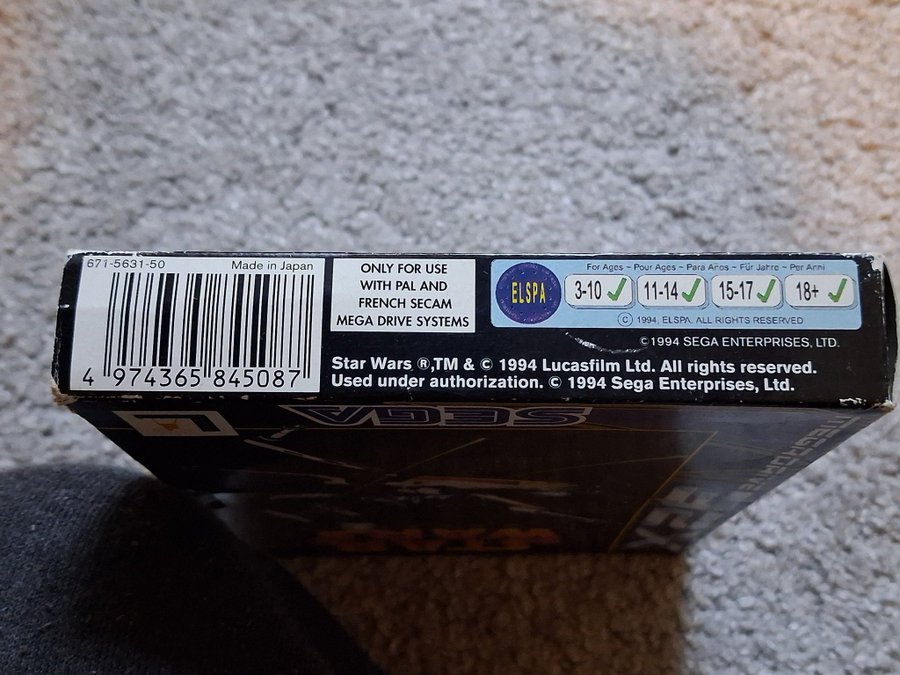 671-5631-50 Made in Japan
4 974365 845087
ONLY FOR USE
WITH PAL AND
FRENCH SECAM
MEGA DRIVE SYSTEMS
ELSPA
For Ages ~ Pour Ages ~ Para Años ~ Für Jahre ~ Per Anni
3-10 11-14 15-17 18+
© 1994, ELSPA. ALL RIGHTS RESERVED
©1994 SEGA ENTERPRISES, LTD.
Star Wars ®,TM & © 1994 Lucasfilm Ltd. All rights reserved.
Used under authorization. © 1994 Sega Enterprises, Ltd.
SEGA
MEGA DRIVE
32X